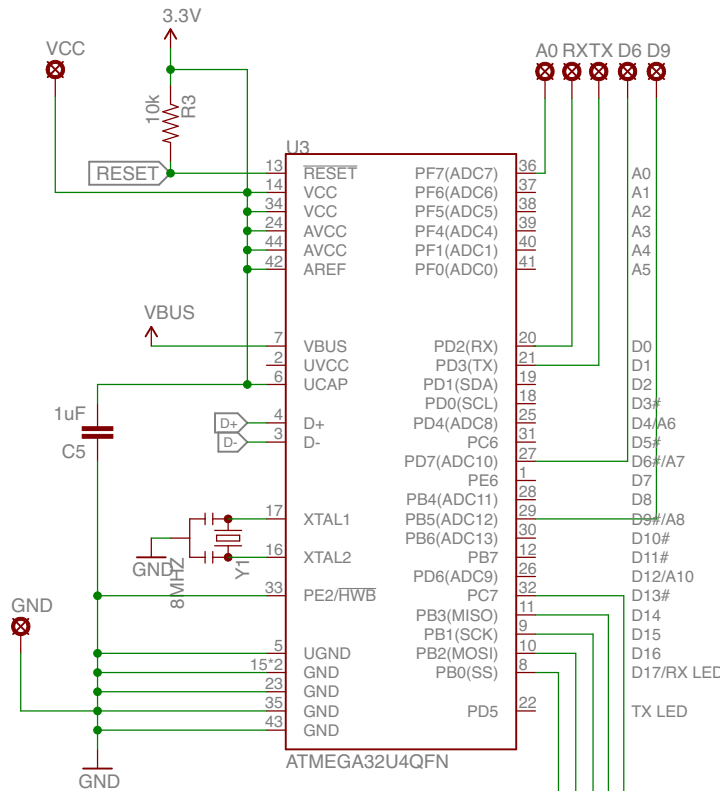 3.3V
VCC
A0 RX TX D6 D9
10k
R3
U3
RESET
13 RESET PF7(ADC7) 36 A0
14 VCC PF6(ADC6) 37 A1
34 VCC PF5(ADC5) 38 A2
24 AVCC PF4(ADC4) 39 A3
44 AVCC PF1(ADC1) 40 A4
42 AREF PF0(ADC0) 41 A5
VBUS
7 VBUS PD2(RX) 20 D0
2 UVCC PD3(TX) 21 D1
6 UCAP PD1(SDA) 19 D2
PD0(SCL) 18 D3#
1uF
C5
D+ 4 D+ PD4(ADC8) 25 D4/A6
D- 3 D- PC6 31 D5#
PD7(ADC10) 27 D6#/A7
PE6 1 D7
PB4(ADC11) 28 D8
17 XTAL1 PB5(ADC12) 29 D9#/A8
PB6(ADC13) 30 D10#
16 XTAL2 PB7 12 D11#
GND
8MHZ
Y1
PD6(ADC9) 26 D12/A10
33 PE2/HWB PC7 32 D13#
GND
PB3(MISO) 11 D14
PB1(SCK) 9 D15
5 UGND PB2(MOSI) 10 D16
15*2 GND PB0(SS) 8 D17/RX LED
23 GND
35 GND PD5 22 TX LED
43 GND
ATMEGA32U4QFN
GND